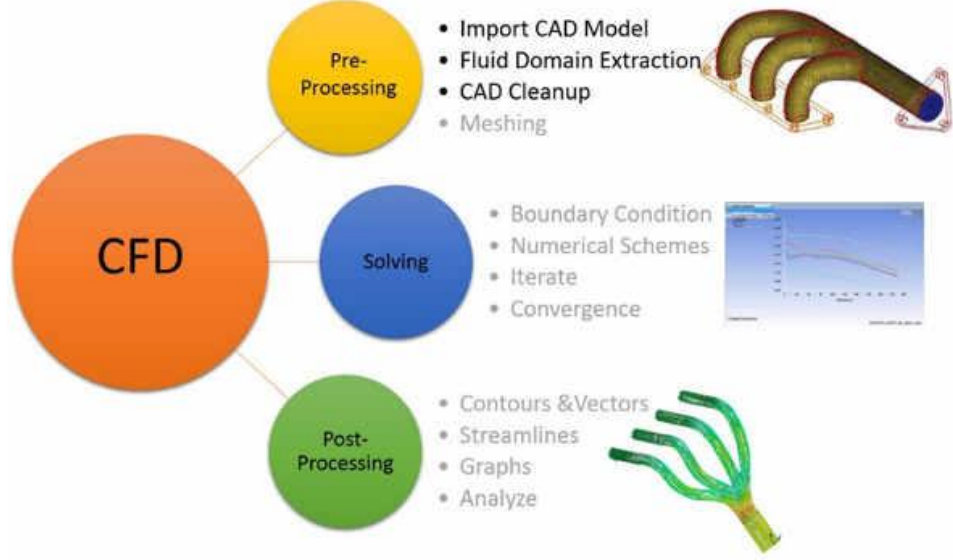 Pre-
Processing
• Import CAD Model
• Fluid Domain Extraction
• CAD Cleanup
• Meshing
CFD
Solving
• Boundary Condition
• Numerical Schemes
• Iterate
• Convergence
Post-
Processing
• Contours &Vectors
• Streamlines
• Graphs
• Analyze